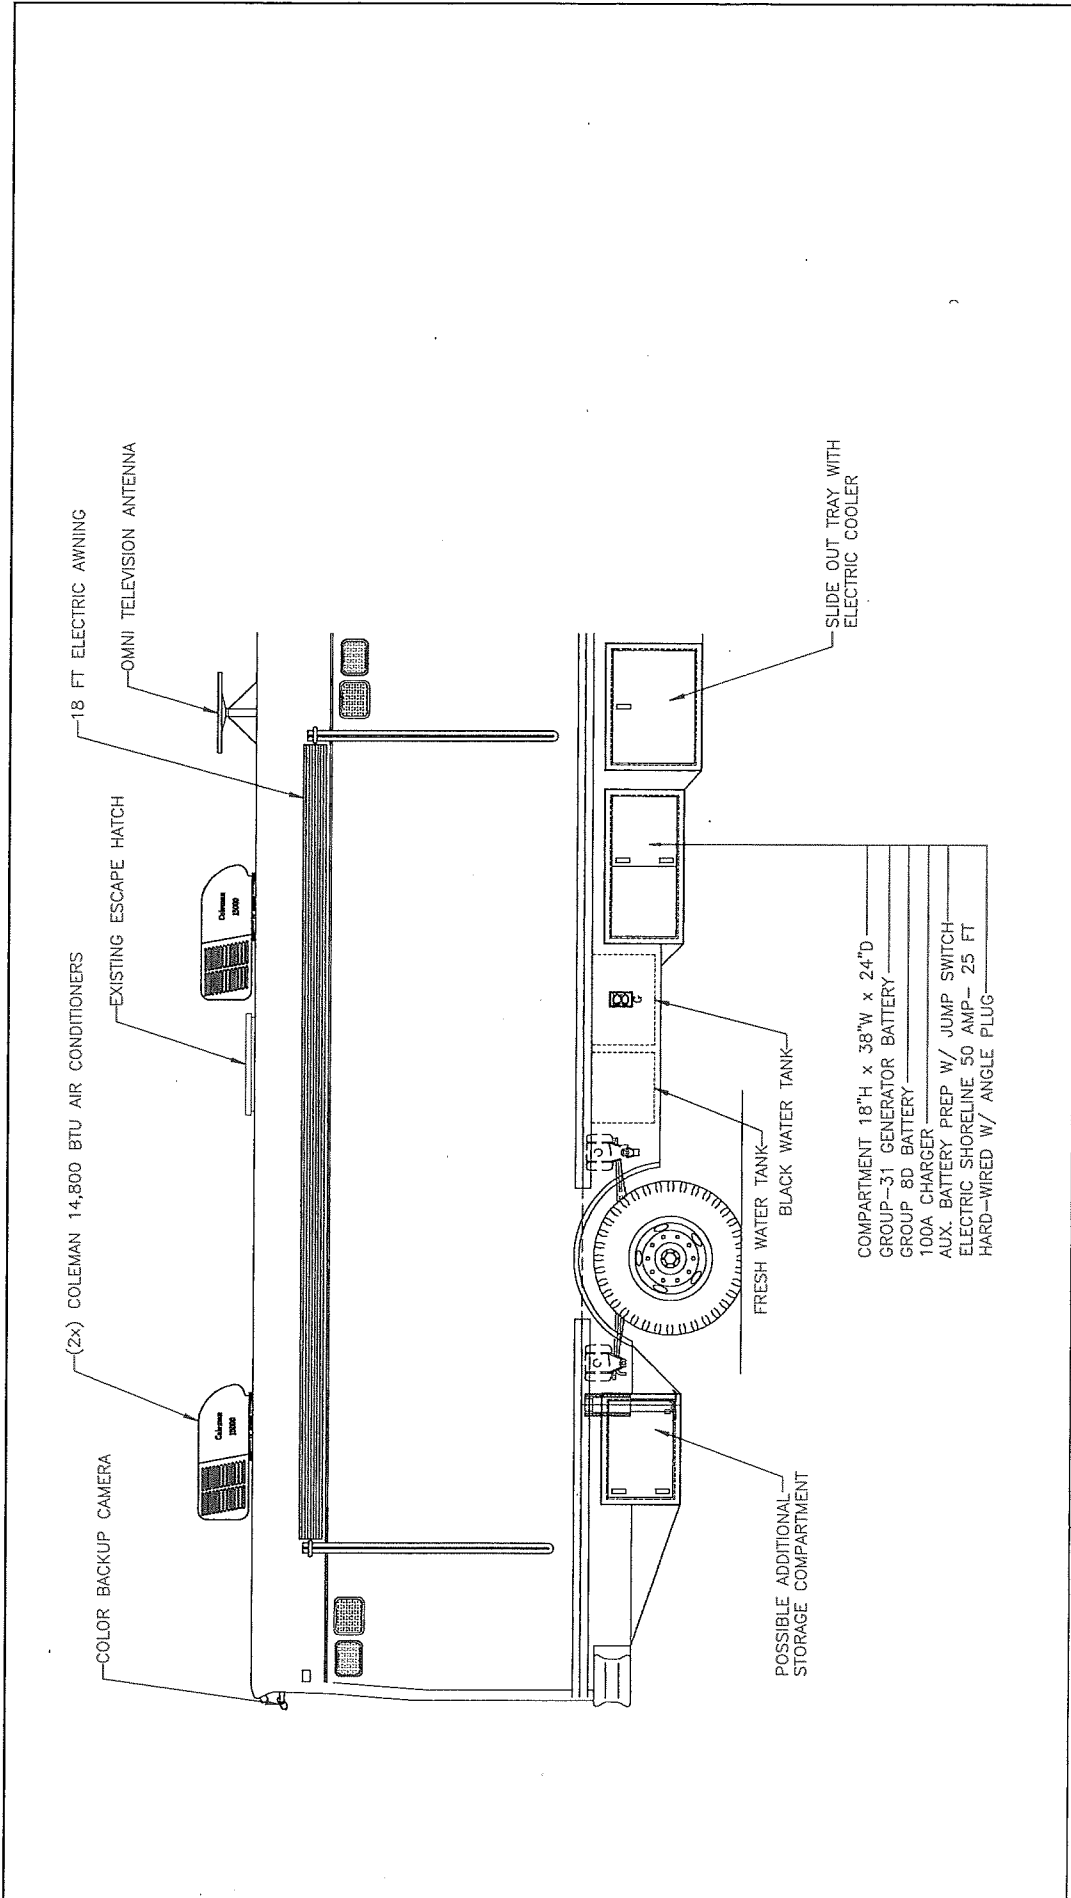 COLOR BACKUP CAMERA
(2x) COLEMAN 14,800 BTU AIR CONDITIONERS
EXISTING ESCAPE HATCH
18 FT ELECTRIC AWNING
OMNI TELEVISION ANTENNA
Coleman
15000
Coleman
15000
POSSIBLE ADDITIONAL
STORAGE COMPARTMENT
FRESH WATER TANK
BLACK WATER TANK
COMPARTMENT 18"H x 38"W x 24"D
GROUP-31 GENERATOR BATTERY
GROUP 8D BATTERY
100A CHARGER
AUX. BATTERY PREP W/ JUMP SWITCH
ELECTRIC SHORELINE 50 AMP- 25 FT
HARD-WIRED W/ ANGLE PLUG
SLIDE OUT TRAY WITH
ELECTRIC COOLER